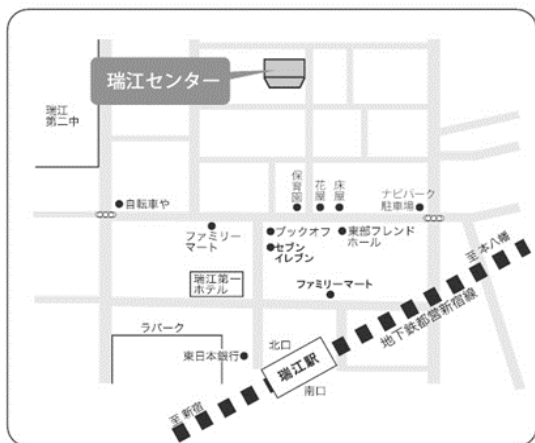 瑞江センター
瑞江
第二中
保育園
花屋
床屋
ナビパーク
駐車場
自転車や
ファミリー
マート
ブックオフ
セブン
イレブン
東部フレンド
ホール
至本八幡
瑞江第一
ホテル
ファミリーマート
地下鉄都営新宿線
ラパーク
北口
東日本銀行
瑞江駅
南口
至新宿